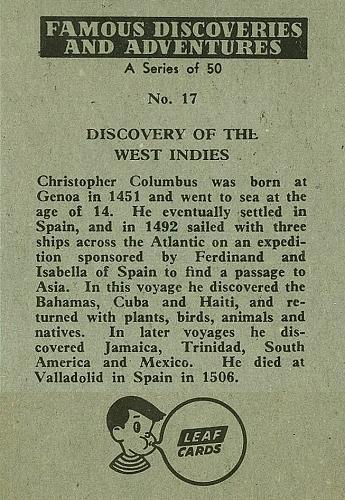 FAMOUS DISCOVERIES
AND ADVENTURES
A Series of 50
No. 17
DISCOVERY OF THE
WEST INDIES
Christopher Columbus was born at
Genoa in 1451 and went to sea at the
age of 14. He eventually settled in
Spain, and in 1492 sailed with three
ships across the Atlantic on an expedi-
tion sponsored by Ferdinand and
Isabella of Spain to find a passage to
Asia. In this voyage he discovered the
Bahamas, Cuba and Haiti, and re-
turned with plants, birds, animals and
natives. In later voyages he dis-
covered Jamaica, Trinidad, South
America and Mexico. He died at
Valladolid in Spain in 1506.
LEAF
CARDS